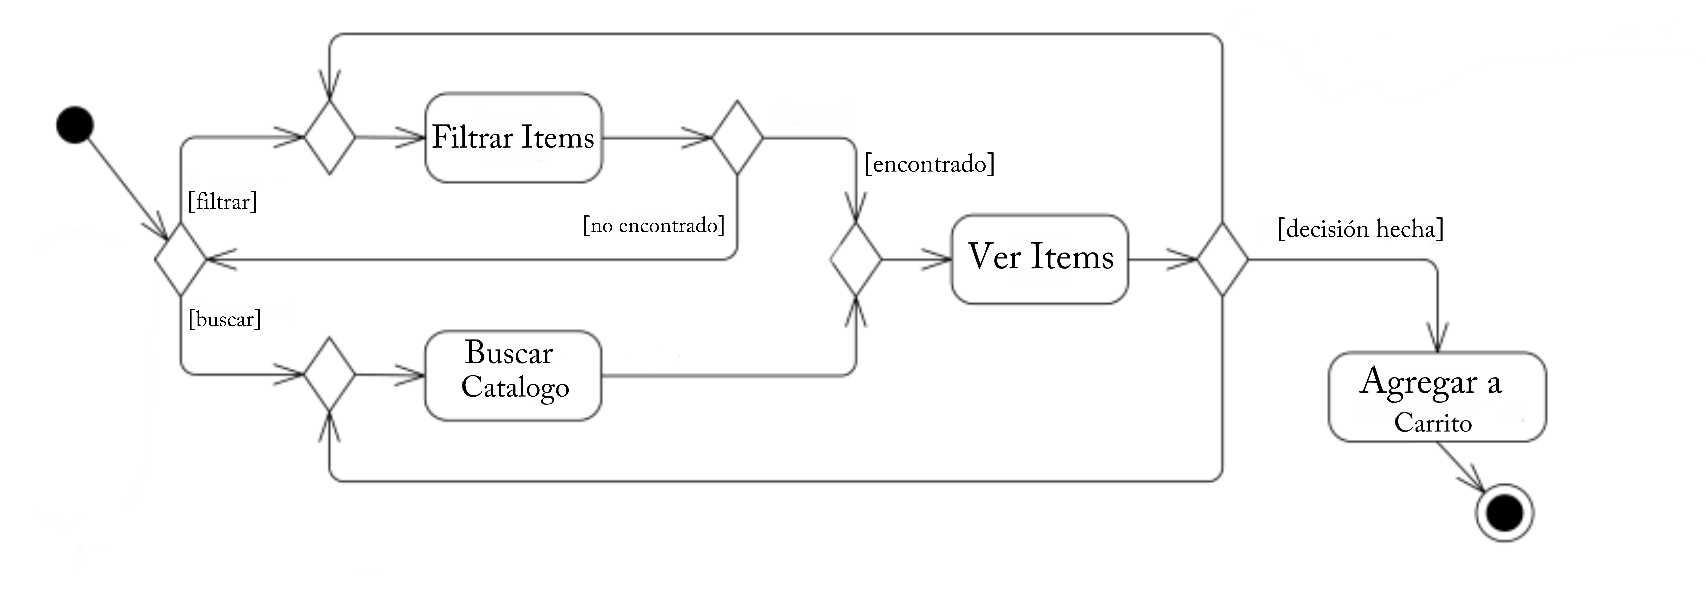 Filtrar Items
[encontrado]
[filtrar]
[no encontrado]
[decisión hecha]
Ver Items
[buscar]
Buscar
Catalogo
Agregar a
Carrito